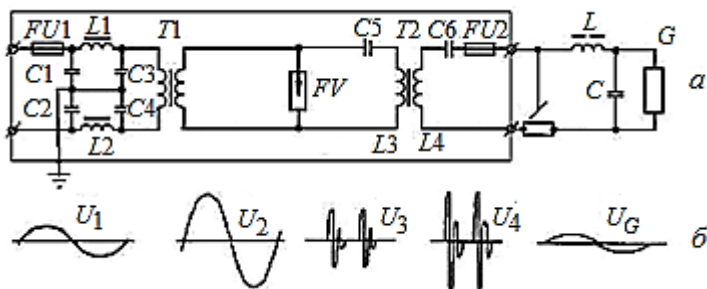 FU1 L1 T1 C5 T2 C6 FU2 L G
C1 C3 FV C а
C2 C4
L2 L3 L4
U1 U2 U3 U4 UG б